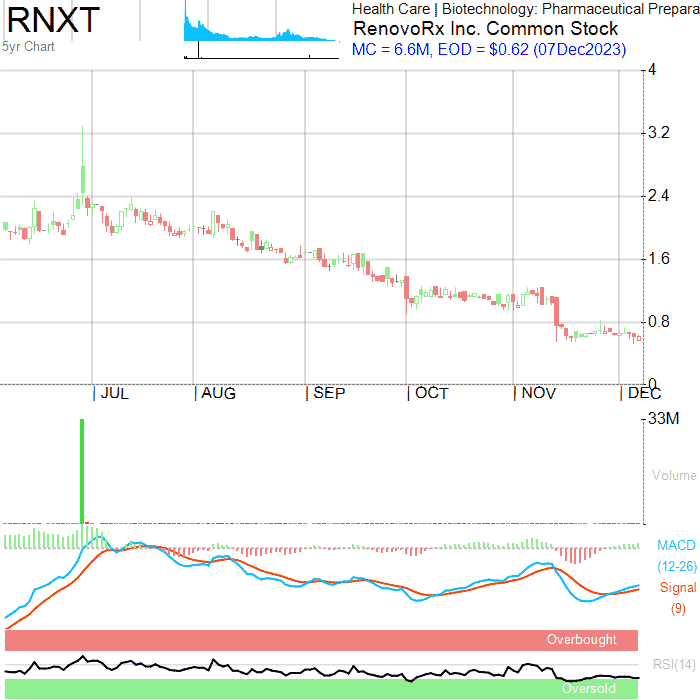 RNXT
5yr Chart
Health Care | Biotechnology: Pharmaceutical Prepara
RenovoRx Inc. Common Stock
MC = 6.6M, EOD = $0.62 (07Dec2023)
4
3.2
2.4
1.6
0.8
0
JUL AUG SEP OCT NOV DEC
33M
Volume
MACD
(12-26)
Signal
(9)
Overbought
RSI(14)
Oversold